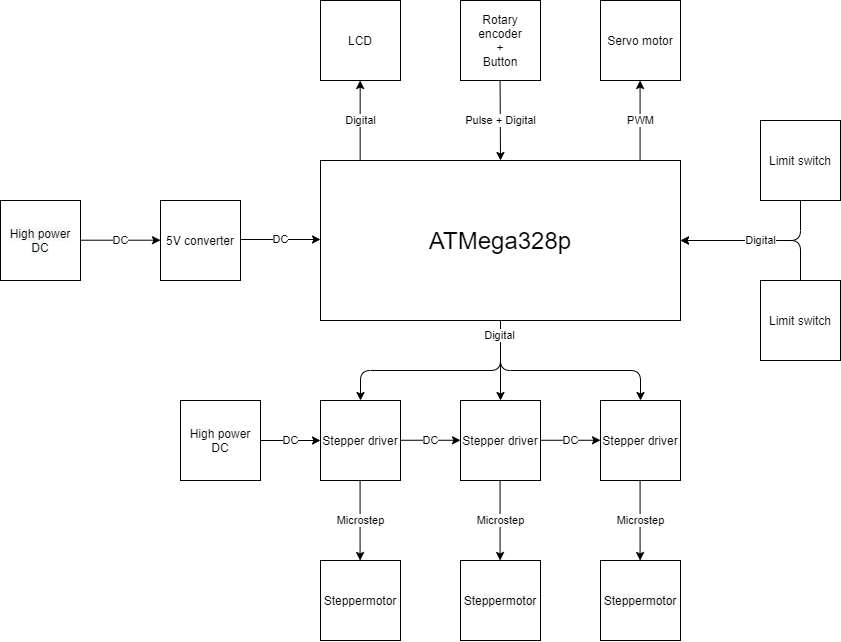 LCD
Rotary
encoder
+
Button
Servo motor
Digital
Pulse + Digital
PWM
Limit switch
High power
DC
DC
5V converter
DC
ATMega328p
Digital
Limit switch
Digital
High power
DC
DC
Stepper driver
DC
Stepper driver
DC
Stepper driver
Microstep
Microstep
Microstep
Steppermotor
Steppermotor
Steppermotor